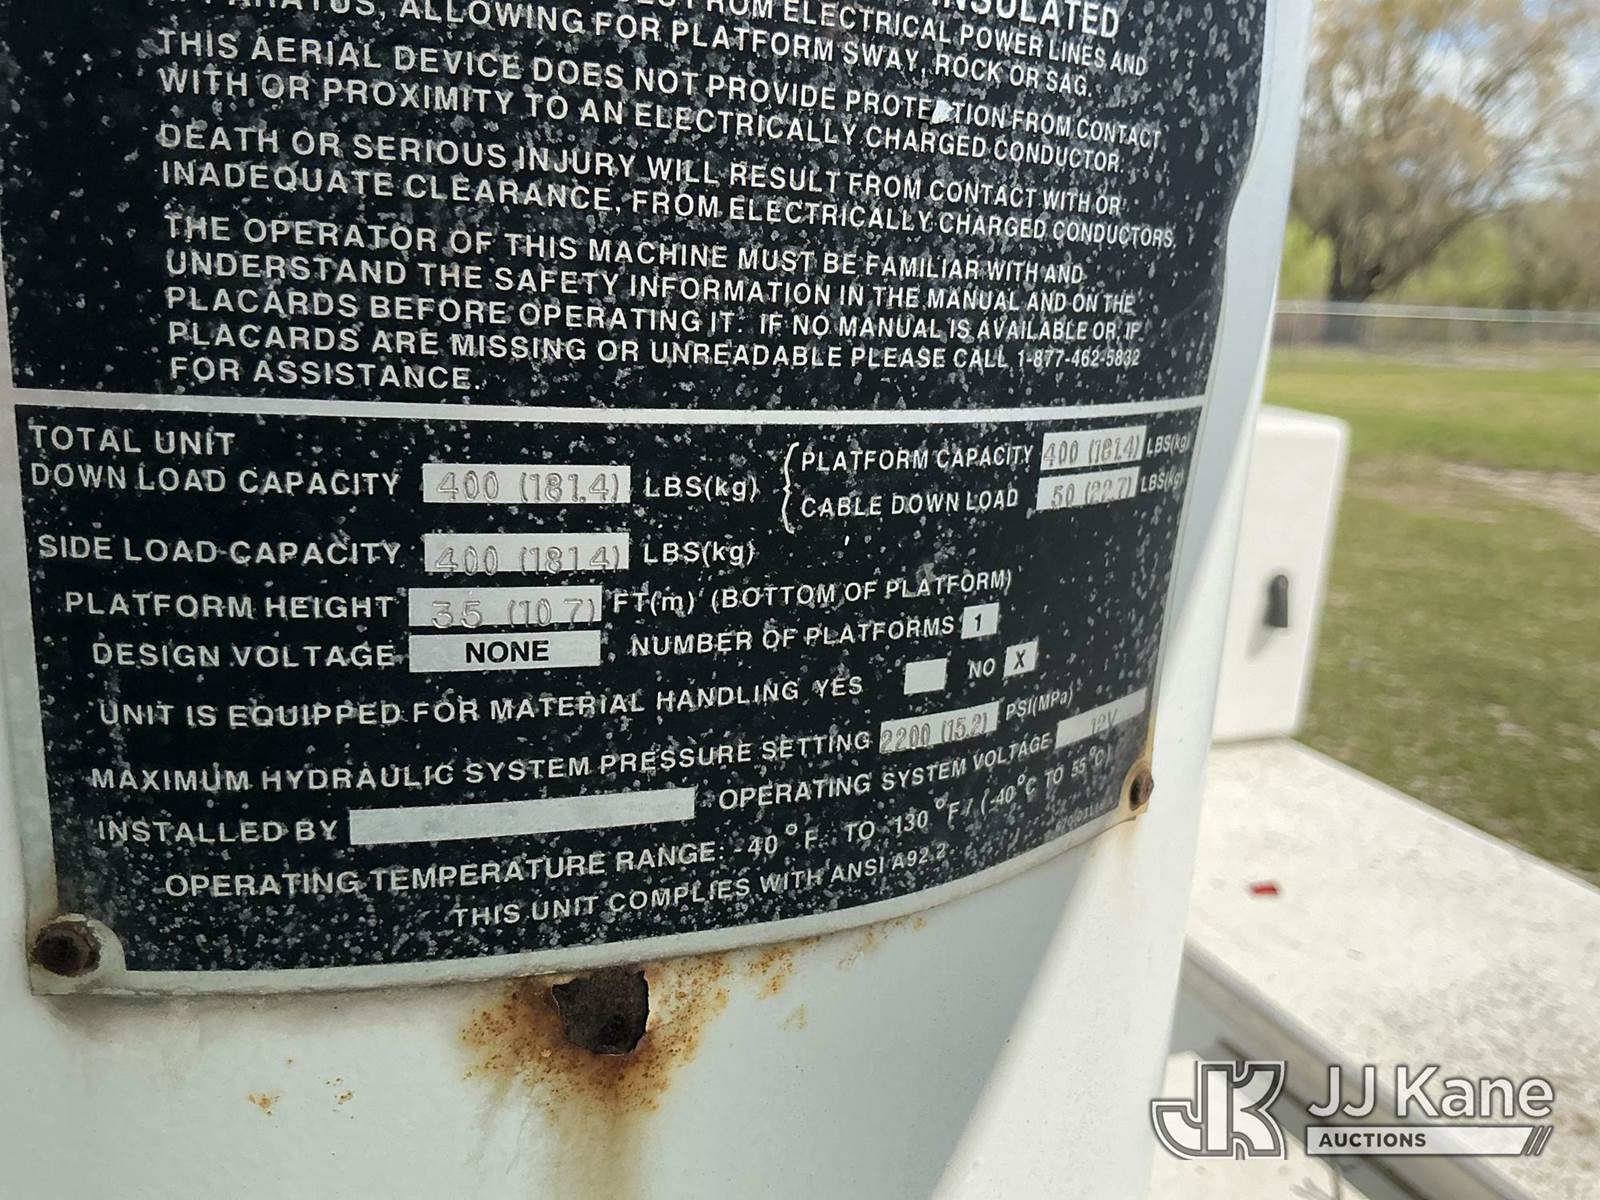 INSULATED
FROM ELECTRICAL POWER LINES AND
ALLOWING FOR PLATFORM SWAY, ROCK OR SAG.
THIS AERIAL DEVICE DOES NOT PROVIDE PROTECTION FROM CONTACT
WITH OR PROXIMITY TO AN ELECTRICALLY CHARGED CONDUCTOR.
DEATH OR SERIOUS INJURY WILL RESULT FROM CONTACT WITH OR
INADEQUATE CLEARANCE, FROM ELECTRICALLY CHARGED CONDUCTORS.
THE OPERATOR OF THIS MACHINE MUST BE FAMILIAR WITH AND
UNDERSTAND THE SAFETY INFORMATION IN THE MANUAL AND ON THE
PLACARDS BEFORE OPERATING IT. IF NO MANUAL IS AVAILABLE OR IF
PLACARDS ARE MISSING OR UNREADABLE PLEASE CALL 1-877-462-5832
FOR ASSISTANCE.
TOTAL UNIT
DOWN LOAD CAPACITY 400 (181.4) LBS(kg)
PLATFORM CAPACITY 400 (181.4) LBS(kg)
CABLE DOWN LOAD 50 (22.7) LBS(kg)
SIDE LOAD CAPACITY 400 (181.4) LBS(kg)
PLATFORM HEIGHT 35 (10.7) FT(m) (BOTTOM OF PLATFORM)
DESIGN VOLTAGE NONE NUMBER OF PLATFORMS 1
UNIT IS EQUIPPED FOR MATERIAL HANDLING YES NO X
MAXIMUM HYDRAULIC SYSTEM PRESSURE SETTING 2200 (15.2) PSI(MPa)
INSTALLED BY OPERATING SYSTEM VOLTAGE 12V
OPERATING TEMPERATURE RANGE: -40 °F. TO 130 °F / (-40 °C TO 55 °C)
THIS UNIT COMPLIES WITH ANSI A92.2
JK JJ Kane
AUCTIONS